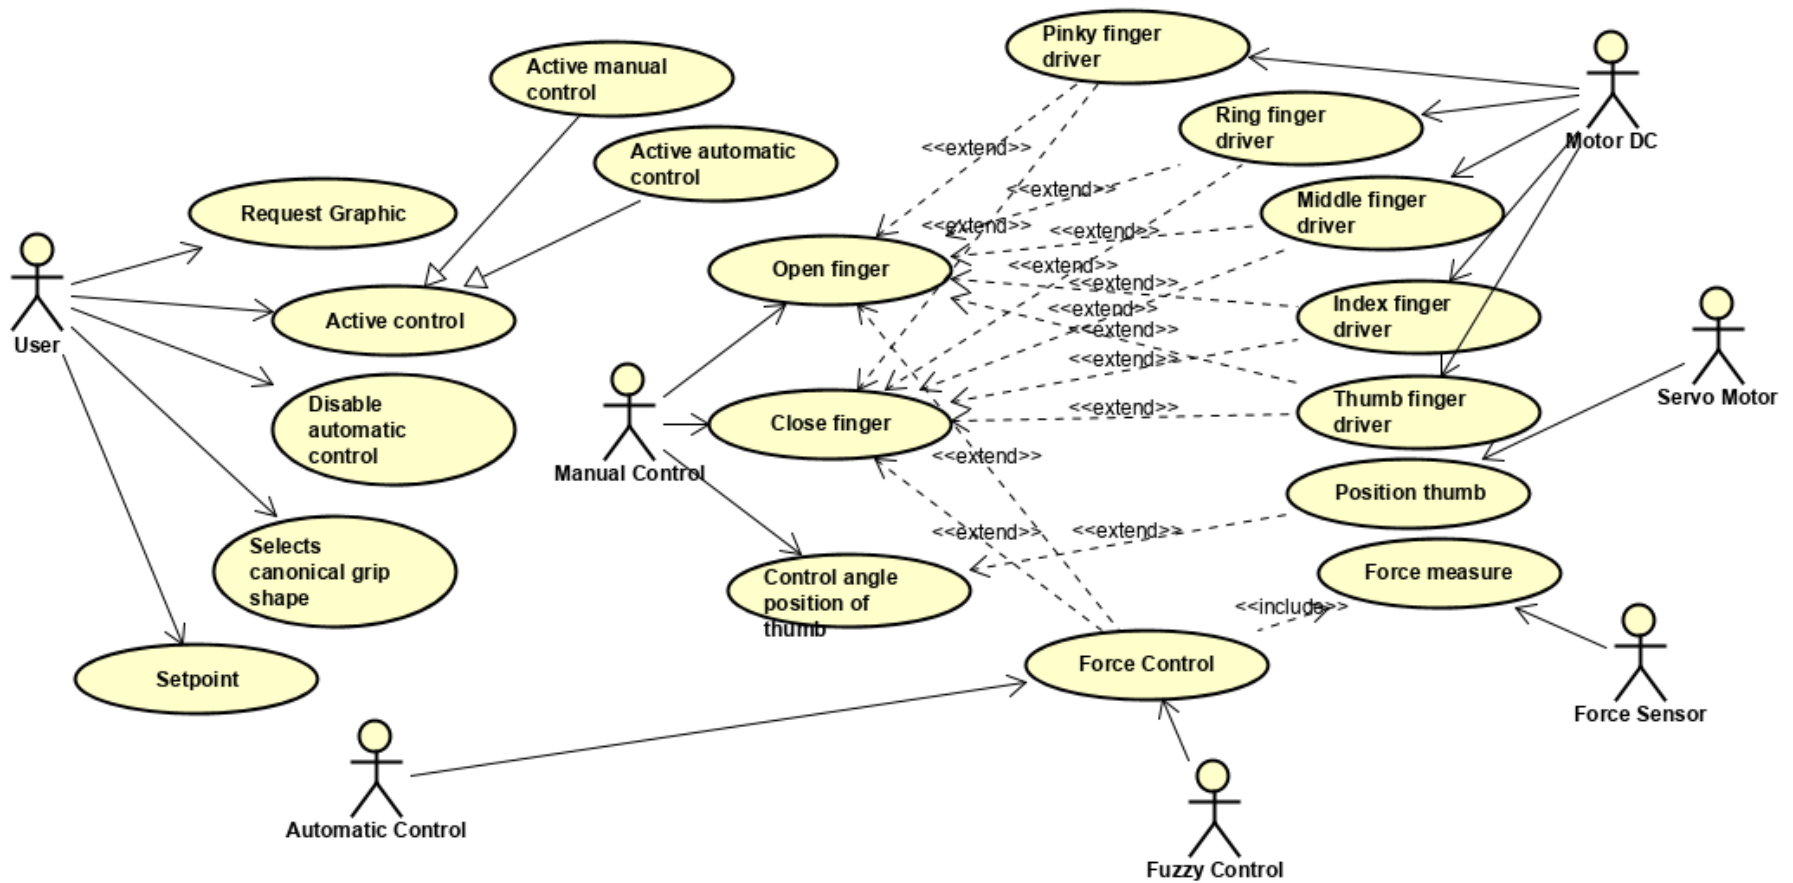 Pinky finger
driver
Active manual
control
Ring finger
driver
Motor DC
<<extend>>
Active automatic
control
<<extend>>
Middle finger
driver
Request Graphic
<<extend>>
<<extend>>
Open finger
<<extend>>
<<extend>>
Index finger
driver
<<extend>>
Active control
<<extend>>
User
<<extend>>
Servo Motor
Thumb finger
driver
<<extend>>
Disable
automatic
control
Close finger
<<extend>>
Manual Control
Position thumb
<<extend>>
<<extend>>
Selects
canonical grip
shape
Force measure
Control angle
position of
thumb
<<include>>
Force Control
Setpoint
Force Sensor
Automatic Control
Fuzzy Control